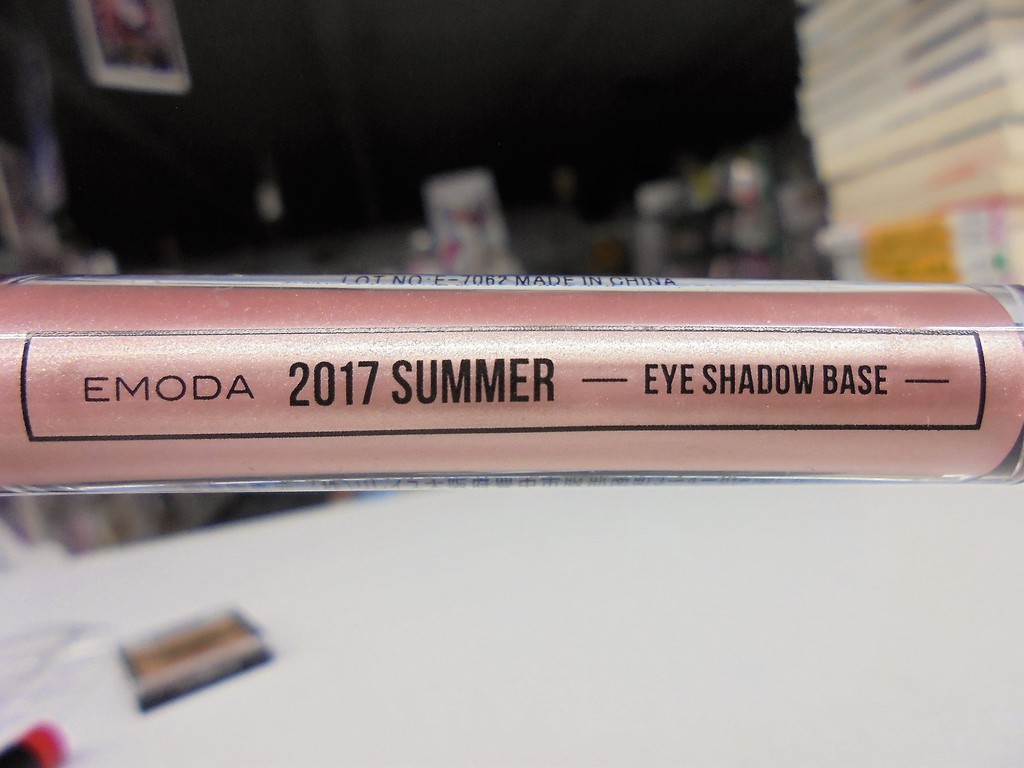 LOT NO:E-7062 MADE IN CHINA
EMODA 2017 SUMMER — EYE SHADOW BASE —